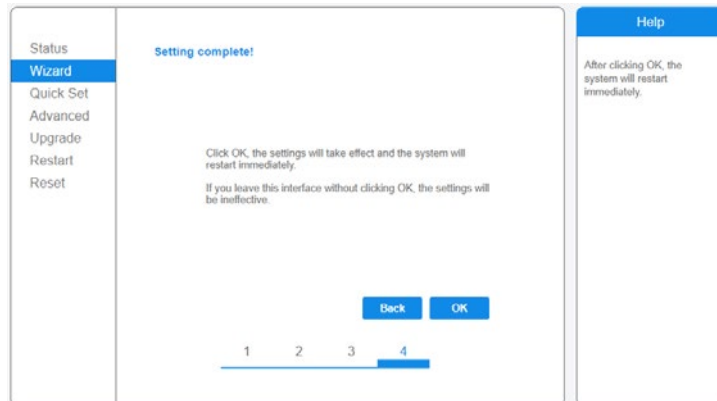 Status
Wizard
Quick Set
Advanced
Upgrade
Restart
Reset
Setting complete!
Click OK, the settings will take effect and the system will
restart immediately.
If you leave this interface without clicking OK, the settings will
be ineffective.
Back OK
1 2 3 4
Help
After clicking OK, the
system will restart
immediately.